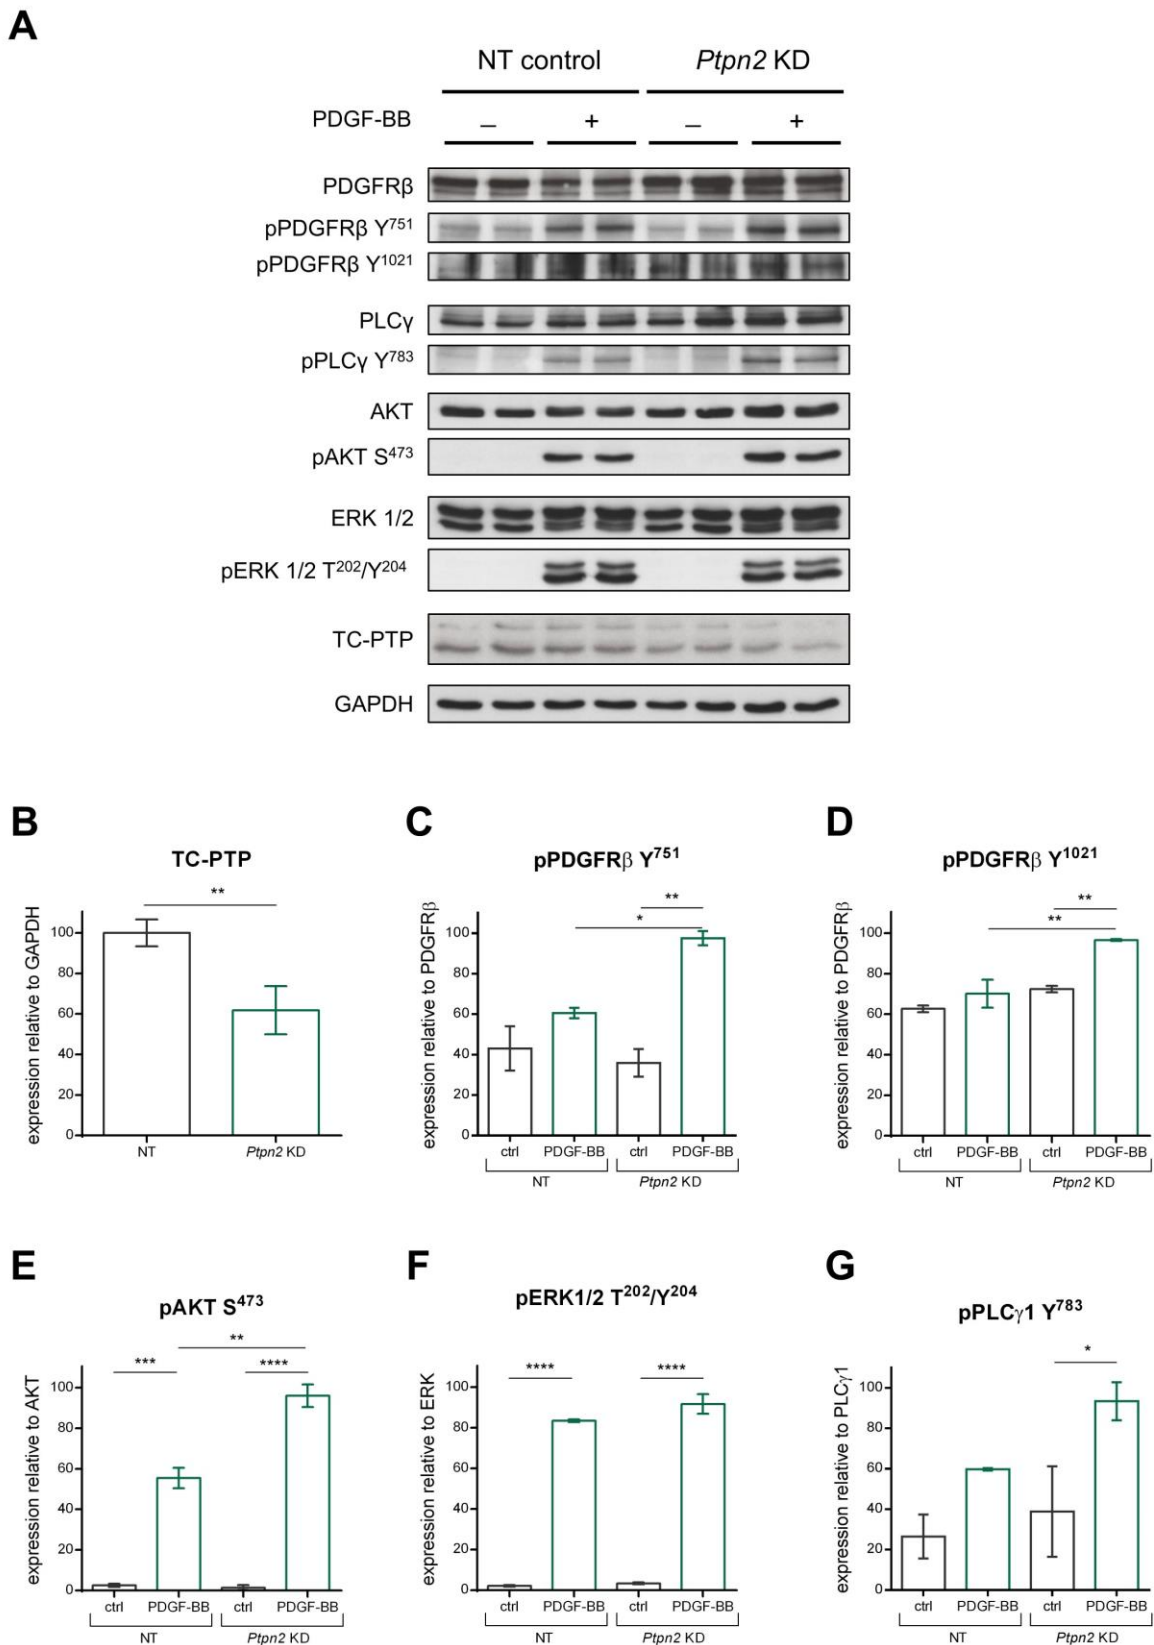 A
NT control Ptpn2 KD
PDGF-BB – + – +
PDGFRβ
pPDGFRβ Y751
pPDGFRβ Y1021
PLCγ
pPLCγ Y783
AKT
pAKT S473
ERK 1/2
pERK 1/2 T202/Y204
TC-PTP
GAPDH
B
TC-PTP
**
expression relative to GAPDH
100
80
60
40
20
0
NT Ptpn2 KD
C
pPDGFRβ Y751
**
*
expression relative to PDGFRβ
100
80
60
40
20
0
ctrl PDGF-BB ctrl PDGF-BB
NT Ptpn2 KD
D
pPDGFRβ Y1021
**
**
expression relative to PDGFRβ
100
80
60
40
20
0
ctrl PDGF-BB ctrl PDGF-BB
NT Ptpn2 KD
E
pAKT S473
**
*** ****
expression relative to AKT
100
80
60
40
20
0
ctrl PDGF-BB ctrl PDGF-BB
NT Ptpn2 KD
F
pERK1/2 T202/Y204
**** ****
expression relative to ERK
100
80
60
40
20
0
ctrl PDGF-BB ctrl PDGF-BB
NT Ptpn2 KD
G
pPLCγ1 Y783
*
expression relative to PLCγ1
100
80
60
40
20
0
ctrl PDGF-BB ctrl PDGF-BB
NT Ptpn2 KD